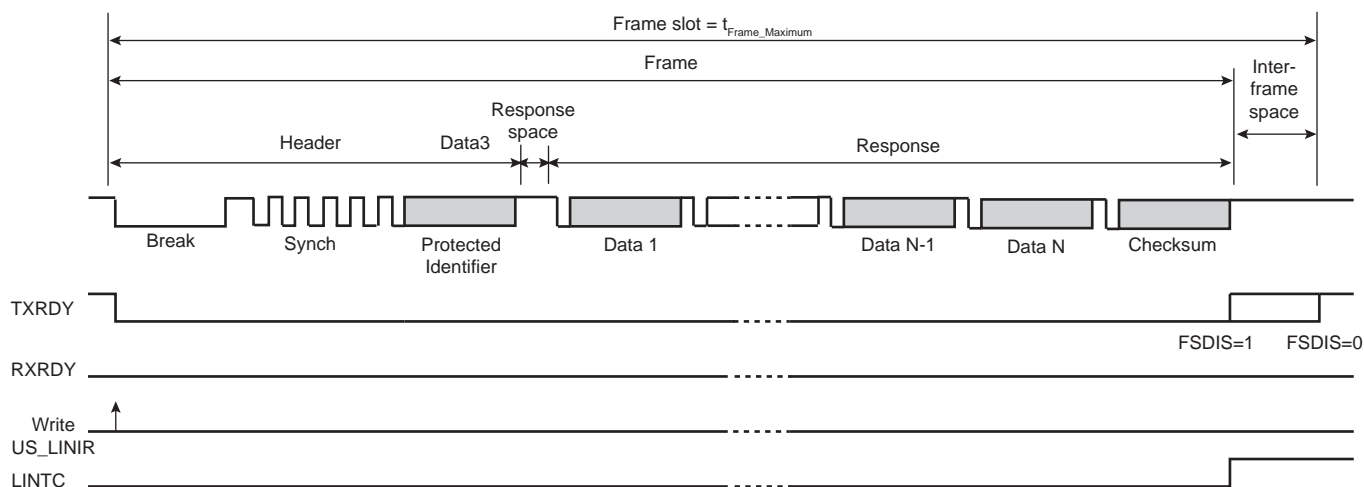 Frame slot = tFrame_Maximum
Frame
Inter-
frame
space
Response
space
Header
Data3
Response
Break
Synch
Protected
Identifier
Data 1
Data N-1
Data N
Checksum
TXRDY
FSDIS=1
FSDIS=0
RXRDY
Write
US_LINIR
LINTC